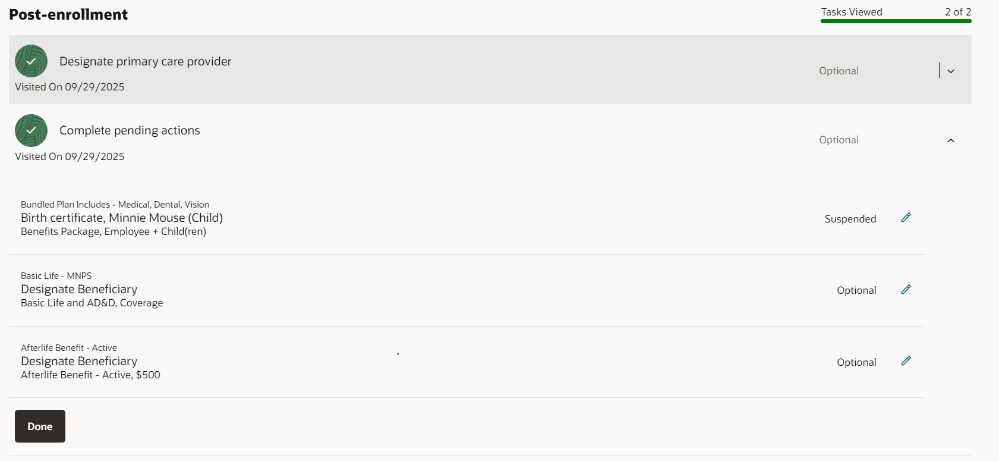 Post-enrollment
Tasks Viewed 2 of 2
Designate primary care provider
Optional
Visited On 09/29/2025
Complete pending actions
Optional
Visited On 09/29/2025
Bundled Plan Includes - Medical, Dental, Vision
Birth certificate, Minnie Mouse (Child)
Suspended
Benefits Package, Employee + Child(ren)
Basic Life - MNPS
Designate Beneficiary
Optional
Basic Life and AD&D, Coverage
Afterlife Benefit - Active
Designate Beneficiary
Optional
Afterlife Benefit - Active, $500
Done